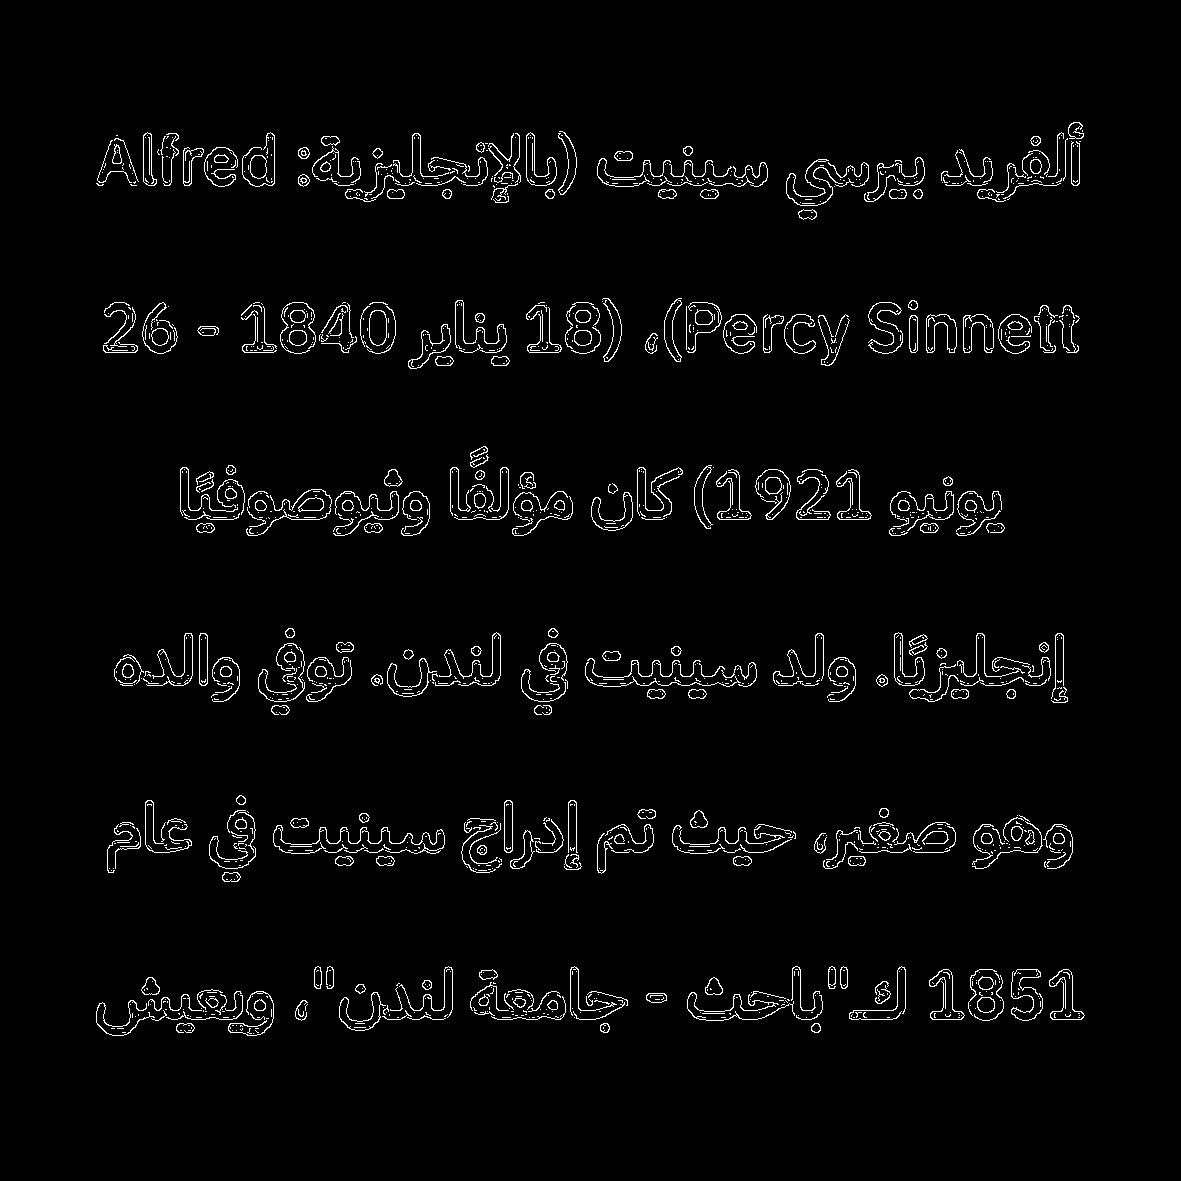 ألفريد بيرسي سينيت (بالإنجليزية: Alfred
Percy Sinnett)، (18 يناير 1840 - 26
يونيو 1921) كان مؤلفًا وثيوصوفيًا
إنجليزيًا. ولد سينيت في لندن. توفي والده
وهو صغير، حيث تم إدراج سينيت في عام
1851 ك "باحث - جامعة لندن"، ويعيش